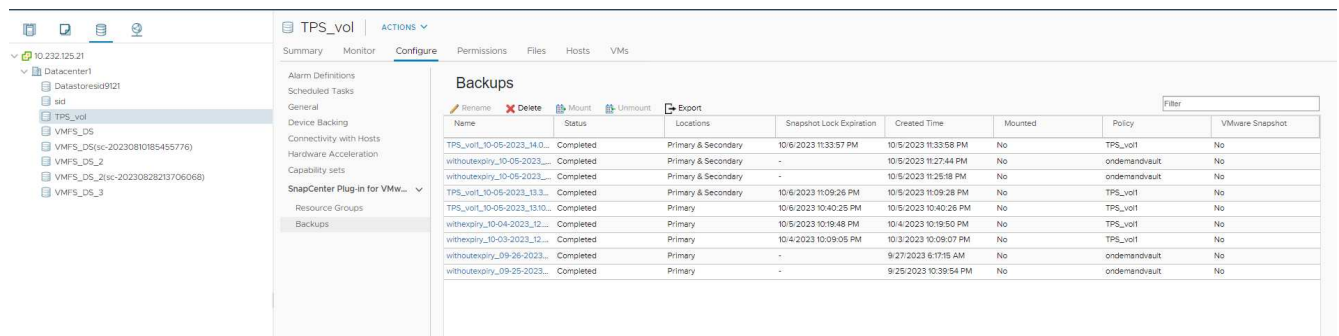 TPS_vol ACTIONS
Summary Monitor Configure Permissions Files Hosts VMs
10.232.125.21
Datacenter1
Datastoresid9121
sid
TPS_vol
VMFS_DS
VMFS_DS(sc-20230810185455776)
VMFS_DS_2
VMFS_DS_2(sc-20230828213706068)
VMFS_DS_3
Alarm Definitions
Scheduled Tasks
General
Device Backing
Connectivity with Hosts
Hardware Acceleration
Capability sets
SnapCenter Plug-in for VMw...
Resource Groups
Backups
Backups
Rename Delete Mount Unmount Export Filter
Name Status Locations Snapshot Lock Expiration Created Time Mounted Policy VMware Snapshot
TPS_vol1_10-05-2023_14.0... Completed Primary & Secondary 10/6/2023 11:33:57 PM 10/5/2023 11:33:58 PM No TPS_vol1 No
withoutexpiry_10-05-2023_... Completed Primary & Secondary - 10/5/2023 11:27:44 PM No ondemandvault No
withoutexpiry_10-05-2023_... Completed Primary & Secondary - 10/5/2023 11:25:18 PM No ondemandvault No
TPS_vol1_10-05-2023_13.3... Completed Primary & Secondary 10/6/2023 11:09:26 PM 10/5/2023 11:09:28 PM No TPS_vol1 No
TPS_vol1_10-05-2023_13.10... Completed Primary 10/6/2023 10:40:25 PM 10/5/2023 10:40:26 PM No TPS_vol1 No
withexpiry_10-04-2023_12.... Completed Primary 10/5/2023 10:19:48 PM 10/4/2023 10:19:50 PM No TPS_vol1 No
withexpiry_10-03-2023_12.... Completed Primary 10/4/2023 10:09:05 PM 10/3/2023 10:09:07 PM No TPS_vol1 No
withoutexpiry_09-26-2023... Completed Primary - 9/27/2023 6:17:15 AM No ondemandvault No
withoutexpiry_09-25-2023... Completed Primary - 9/25/2023 10:39:54 PM No ondemandvault No